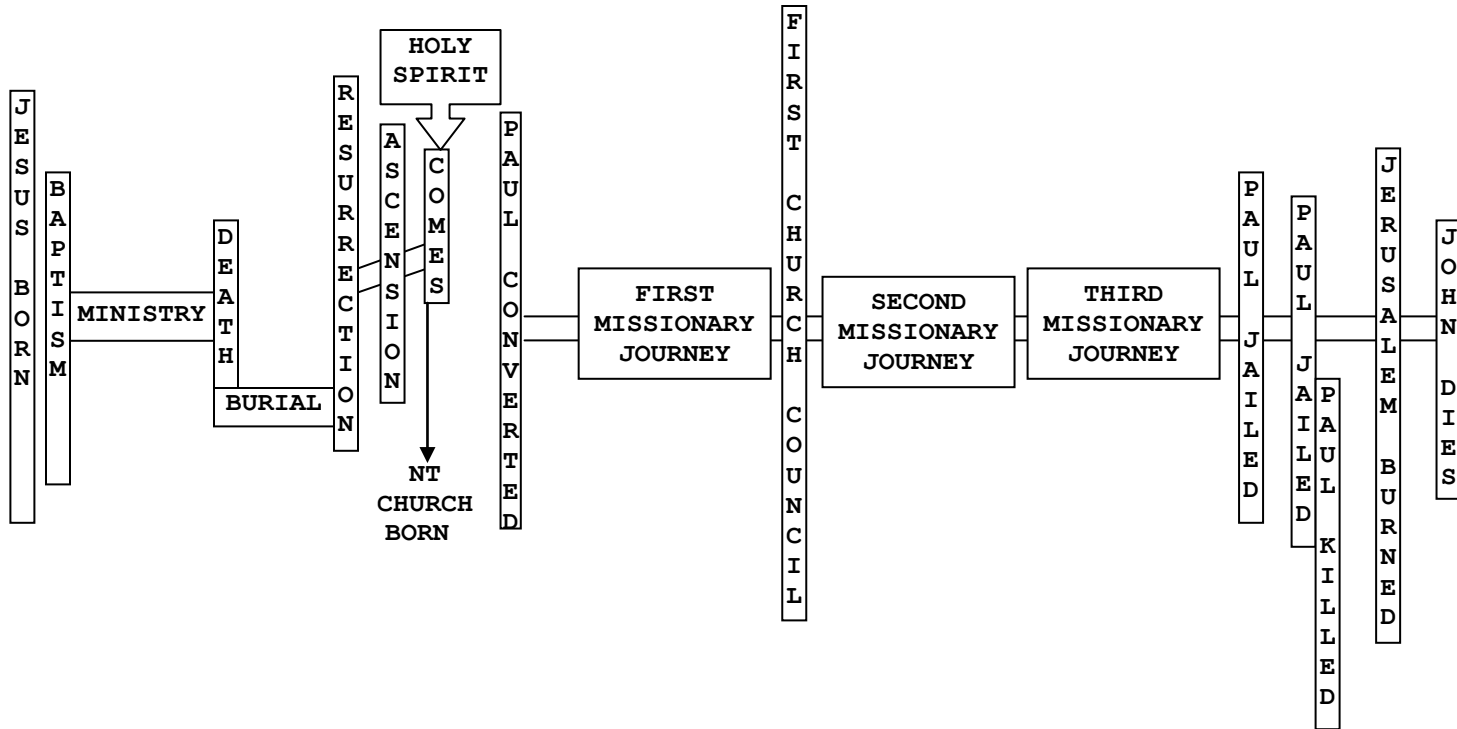 JESUS BORN
BAPTISM
MINISTRY
DEATH
BURIAL
RESURRECTION
ASCENSION
HOLY
SPIRIT
COMES
NT
CHURCH
BORN
PAUL CONVERTED
FIRST
MISSIONARY
JOURNEY
FIRST CHURCH COUNCIL
SECOND
MISSIONARY
JOURNEY
THIRD
MISSIONARY
JOURNEY
PAUL JAILED
PAUL JAILED
PAUL KILLED
JERUSALEM BURNED
JOHN DIES